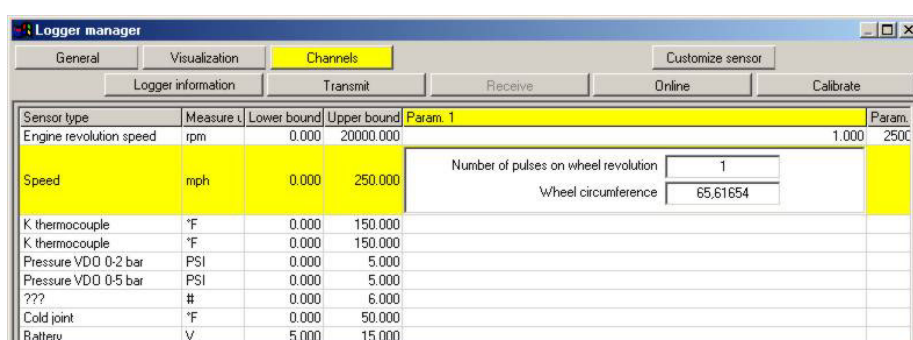 Logger manager
General Visualization Channels Customize sensor
Logger information Transmit Receive Online Calibrate
Sensor type Measure u Lower bound Upper bound Param. 1 Param.
Engine revolution speed rpm 0.000 20000.000 1.000 2500
Number of pulses on wheel revolution 1
Speed mph 0.000 250.000
Wheel circumference 65,61654
K thermocouple °F 0.000 150.000
K thermocouple °F 0.000 150.000
Pressure VDO 0-2 bar PSI 0.000 5.000
Pressure VDO 0-5 bar PSI 0.000 5.000
??? # 0.000 6.000
Cold joint °F 0.000 50.000
Battery V 5.000 15.000